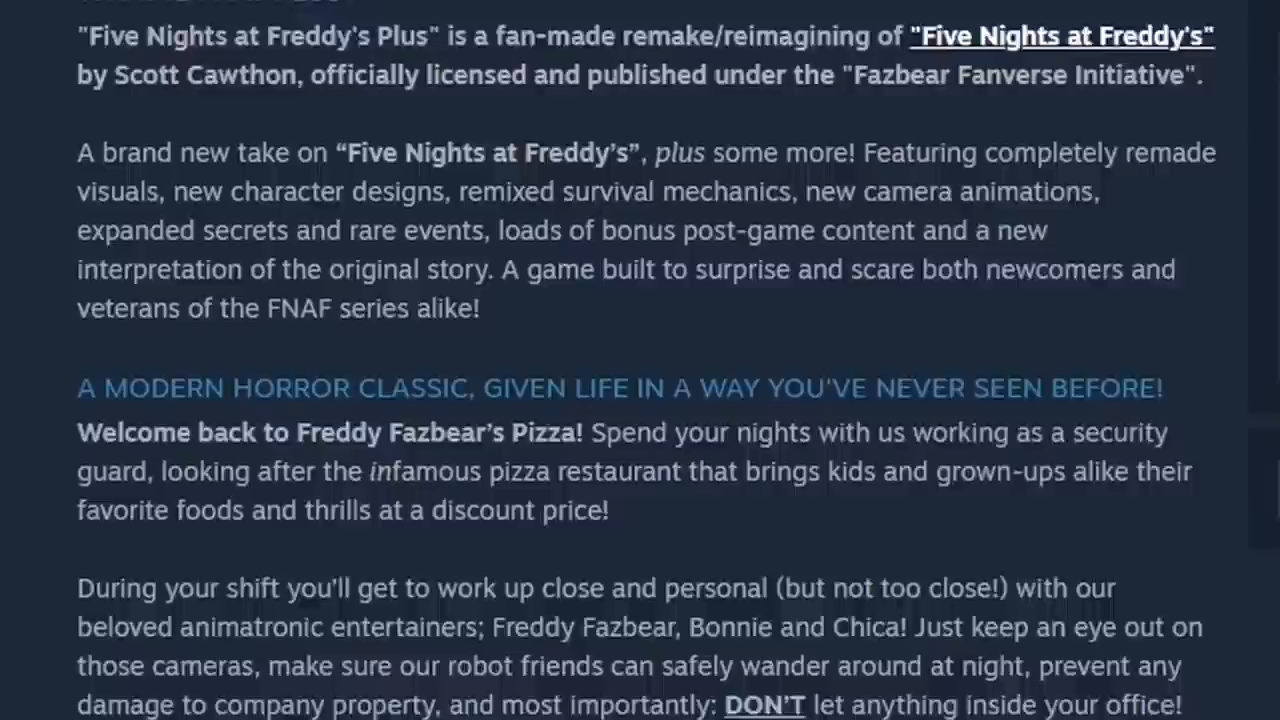 "Five Nights at Freddy's Plus" is a fan-made remake/reimagining of "Five Nights at Freddy's"
by Scott Cawthon, officially licensed and published under the "Fazbear Fanverse Initiative".
A brand new take on “Five Nights at Freddy’s”, plus some more! Featuring completely remade
visuals, new character designs, remixed survival mechanics, new camera animations,
expanded secrets and rare events, loads of bonus post-game content and a new
interpretation of the original story. A game built to surprise and scare both newcomers and
veterans of the FNAF series alike!
A MODERN HORROR CLASSIC, GIVEN LIFE IN A WAY YOU'VE NEVER SEEN BEFORE!
Welcome back to Freddy Fazbear’s Pizza! Spend your nights with us working as a security
guard, looking after the infamous pizza restaurant that brings kids and grown-ups alike their
favorite foods and thrills at a discount price!
During your shift you’ll get to work up close and personal (but not too close!) with our
beloved animatronic entertainers; Freddy Fazbear, Bonnie and Chica! Just keep an eye out on
those cameras, make sure our robot friends can safely wander around at night, prevent any
damage to company property, and most importantly: DON’T let anything inside your office!